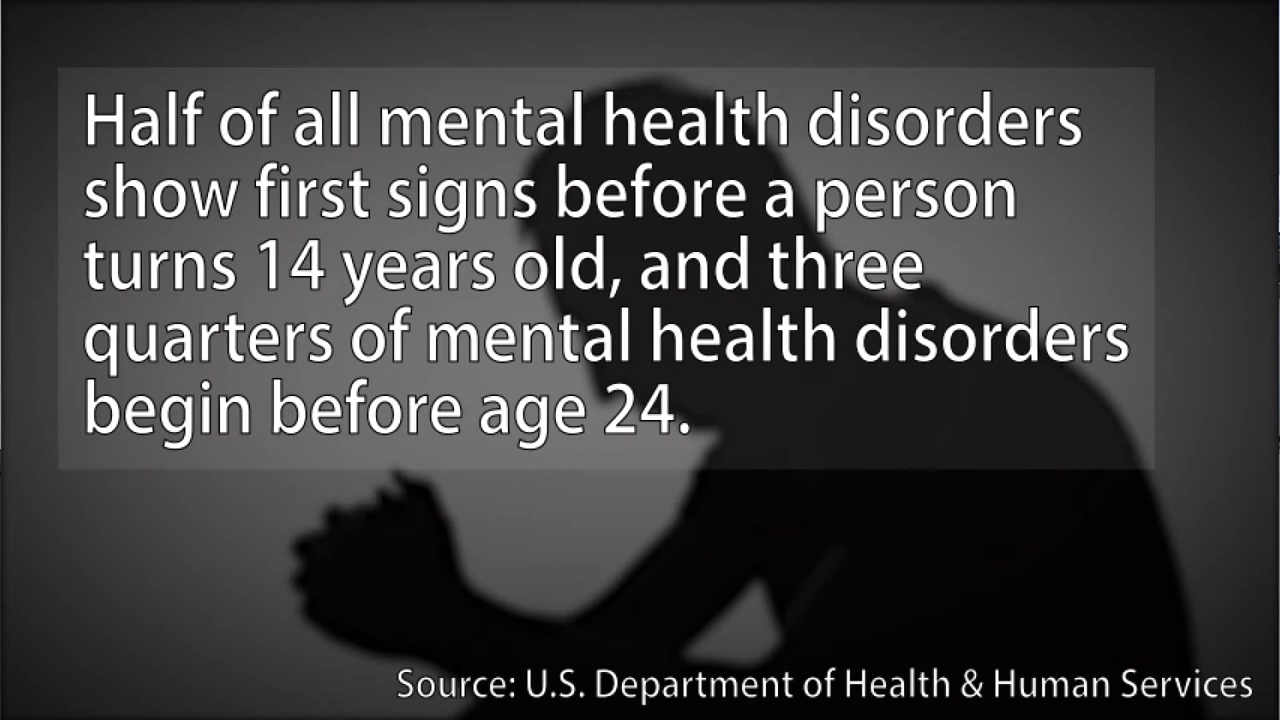 Half of all mental health disorders
show first signs before a person
turns 14 years old, and three
quarters of mental health disorders
begin before age 24.
Source: U.S. Department of Health & Human Services